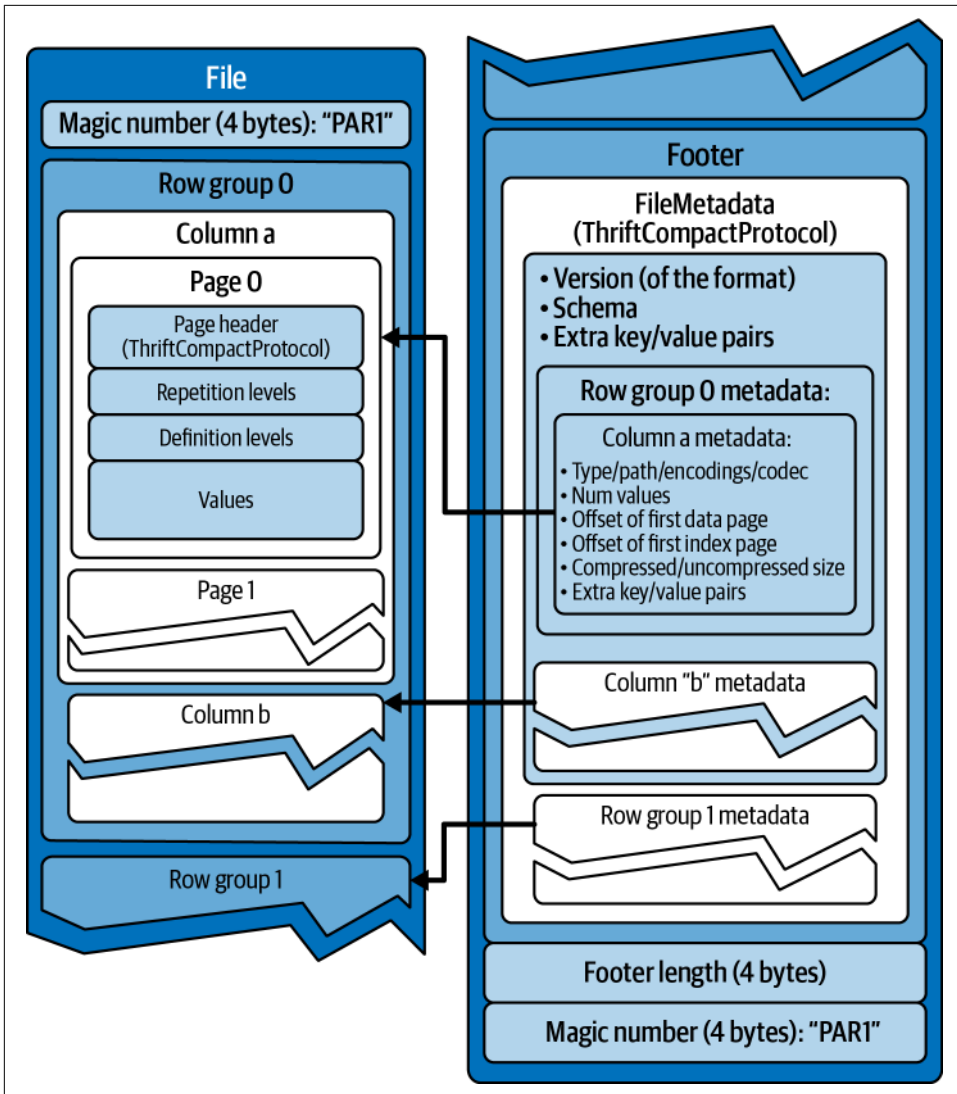 File
Magic number (4 bytes): “PAR1”
Row group 0
Column a
Page 0
Page header
(ThriftCompactProtocol)
Repetition levels
Definition levels
Values
Page 1
Column b
Row group 1
Footer
FileMetadata
(ThriftCompactProtocol)
• Version (of the format)
• Schema
• Extra key/value pairs
Row group 0 metadata:
Column a metadata:
• Type/path/encodings/codec
• Num values
• Offset of first data page
• Offset of first index page
• Compressed/uncompressed size
• Extra key/value pairs
Column “b” metadata
Row group 1 metadata
Footer length (4 bytes)
Magic number (4 bytes): “PAR1”